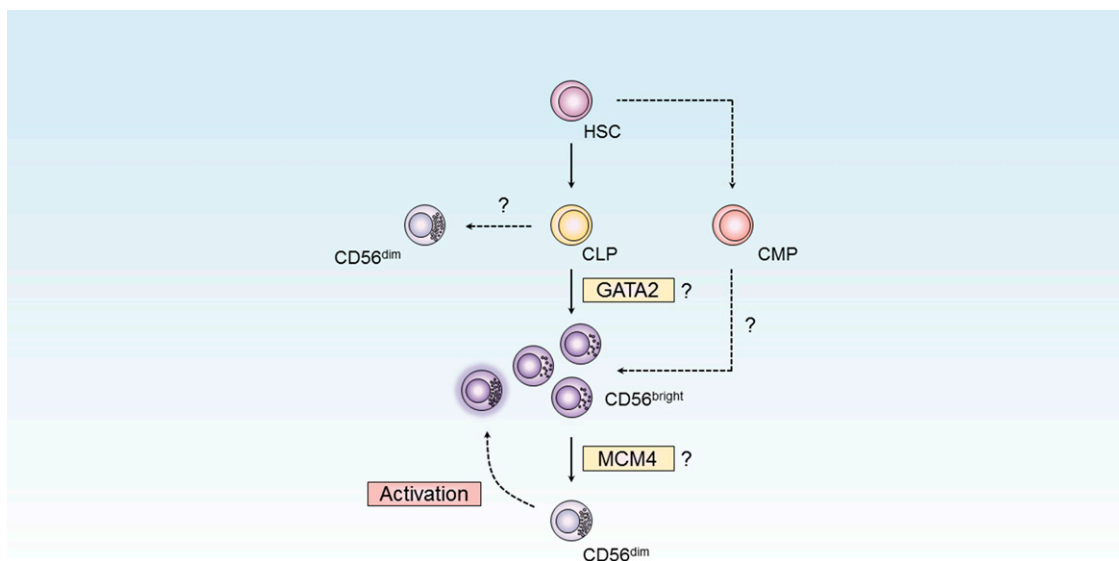 HSC
?
CD56dim
CLP
CMP
GATA2 ?
?
CD56bright
MCM4 ?
Activation
CD56dim